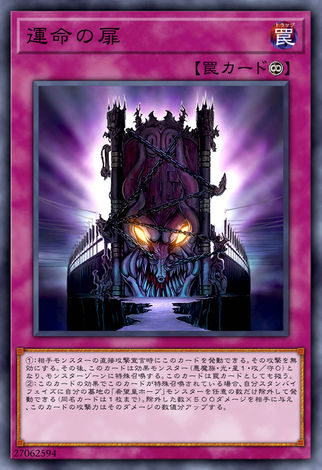 運命の扉
トラップ
罠
【罠カード】
①:相手モンスターの直接攻撃宣言時にこのカードを発動できる。その攻撃を無
効にする。その後、このカードは効果モンスター(悪魔族・光・星1・攻/守0)と
なり、モンスターゾーンに特殊召喚する。このカードは罠カードとしても扱う。
②:このカードの効果でこのカードが特殊召喚されている場合、自分スタンバイ
フェイズに自分の墓地の「希望皇ホープ」モンスターを任意の数だけ除外して発
動できる(同名カードは1枚まで)。除外した数×500ダメージを相手に与え
、このカードの攻撃力はそのダメージの数値分アップする。
27062594